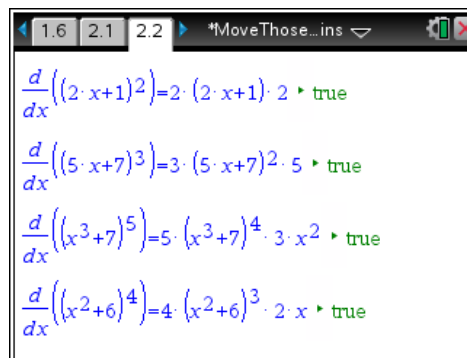 1.6 2.1 2.2 *MoveThose...ins
d/dx((2·x+1)²)=2·(2·x+1)·2 ▸ true
d/dx((5·x+7)³)=3·(5·x+7)²·5 ▸ true
d/dx((x³+7)⁵)=5·(x³+7)⁴·3·x² ▸ true
d/dx((x²+6)⁴)=4·(x²+6)³·2·x ▸ true